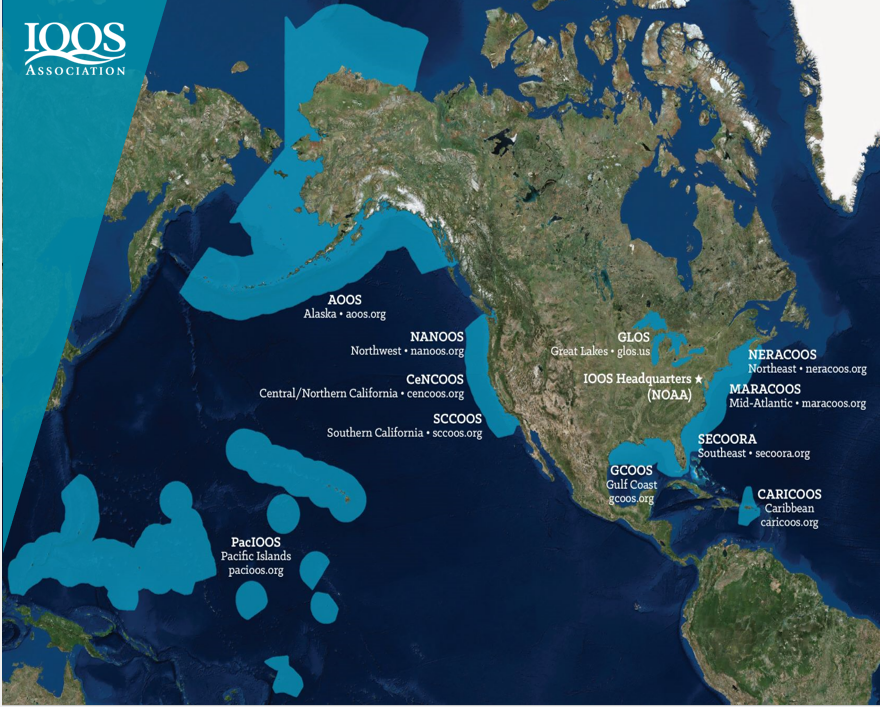 IOOS
ASSOCIATION
AOOS
Alaska • aoos.org
NANOOS
Northwest • nanoos.org
CeNCOOS
Central/Northern California • cencoos.org
SCCOOS
Southern California • sccoos.org
GLOS
Great Lakes • glos.us
IOOS Headquarters ★
(NOAA)
NERACOOS
Northeast • neracoos.org
MARACOOS
Mid-Atlantic • maracoos.org
SECOORA
Southeast • secoora.org
GCOOS
Gulf Coast
gcoos.org
CARICOOS
Caribbean
caricoos.org
PacIOOS
Pacific Islands
pacioos.org